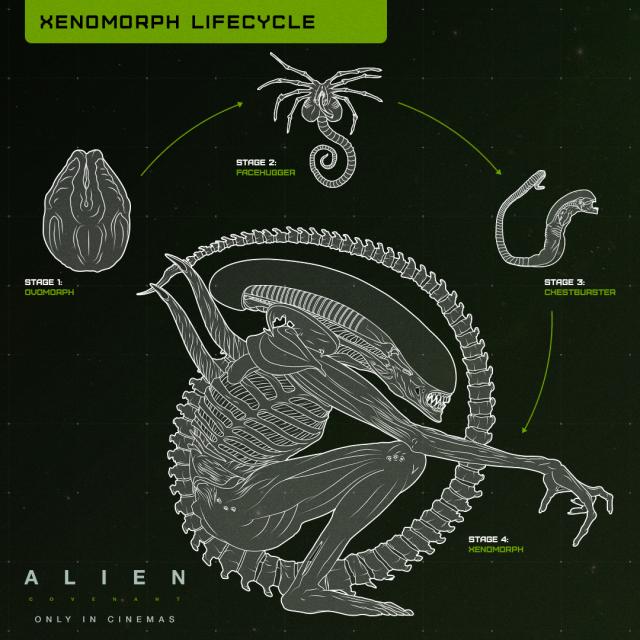 XENOMORPH LIFECYCLE
STAGE 2:
FACEHUGGER
STAGE 1:
OVOMORPH
STAGE 3:
CHESTBURSTER
STAGE 4:
XENOMORPH
ALIEN
COVENANT
ONLY IN CINEMAS